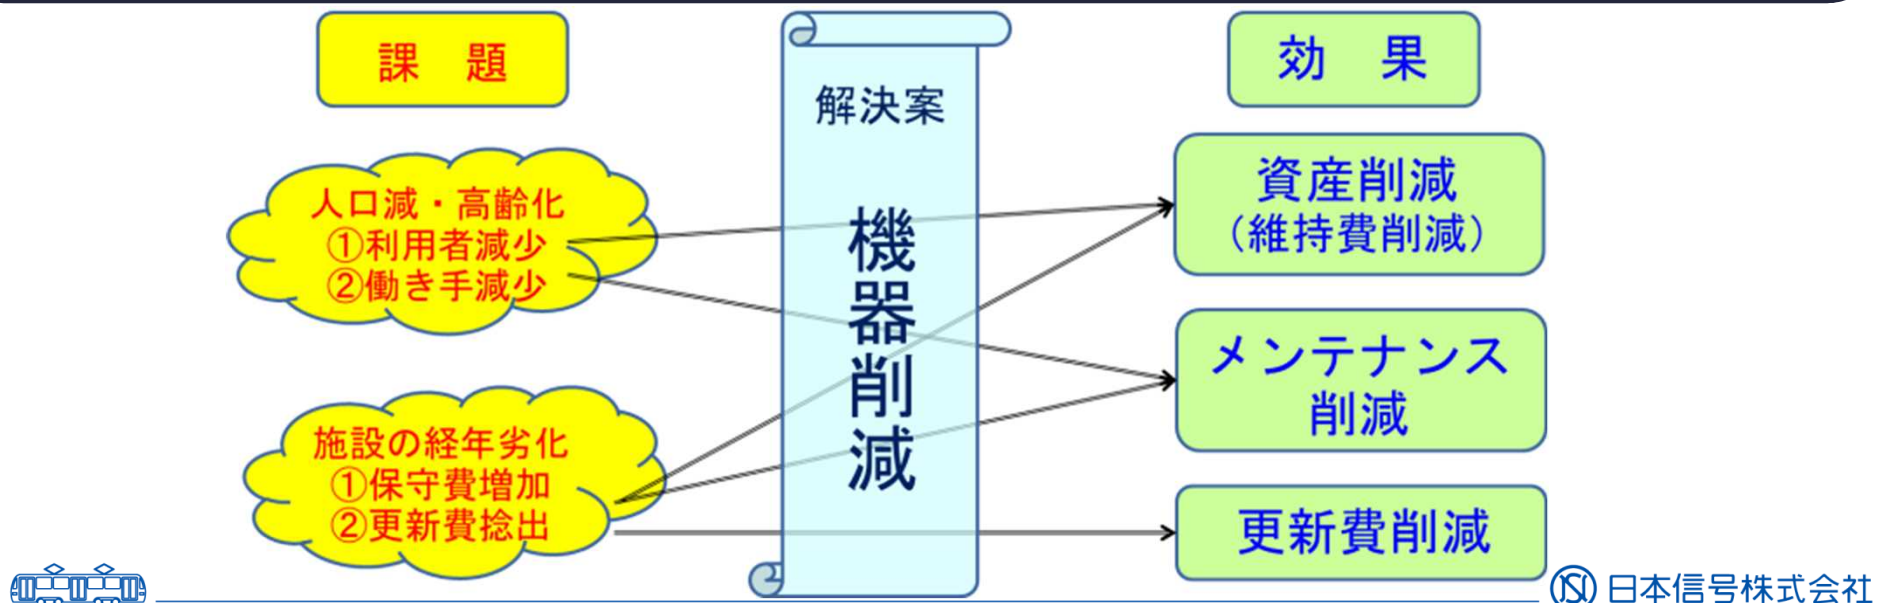 課　題
人口減・高齢化
①利用者減少
②働き手減少
施設の経年劣化
①保守費増加
②更新費捻出
解決案
機器削減
効　果
資産削減
（維持費削減）
メンテナンス
削減
更新費削減
日本信号株式会社